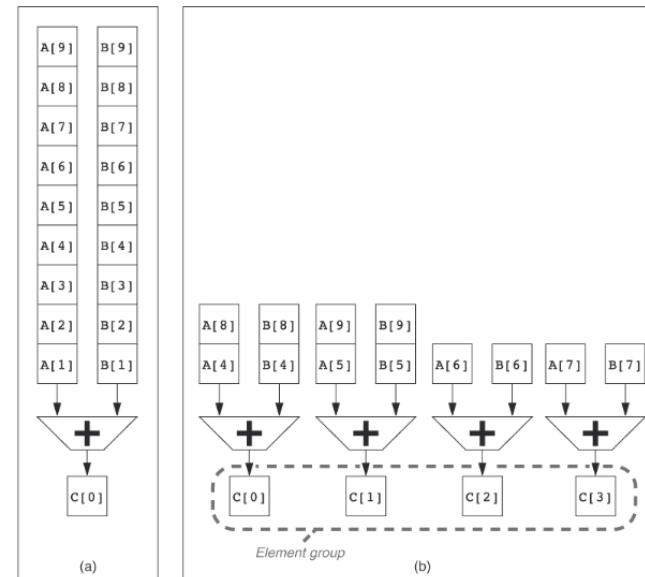 A[9] B[9]
A[8] B[8]
A[7] B[7]
A[6] B[6]
A[5] B[5]
A[4] B[4]
A[3] B[3]
A[2] B[2]
A[1] B[1]
+
C[0]
(a)
A[8] B[8] A[9] B[9]
A[4] B[4] A[5] B[5] A[6] B[6] A[7] B[7]
+ + + +
C[0] C[1] C[2] C[3]
Element group
(b)